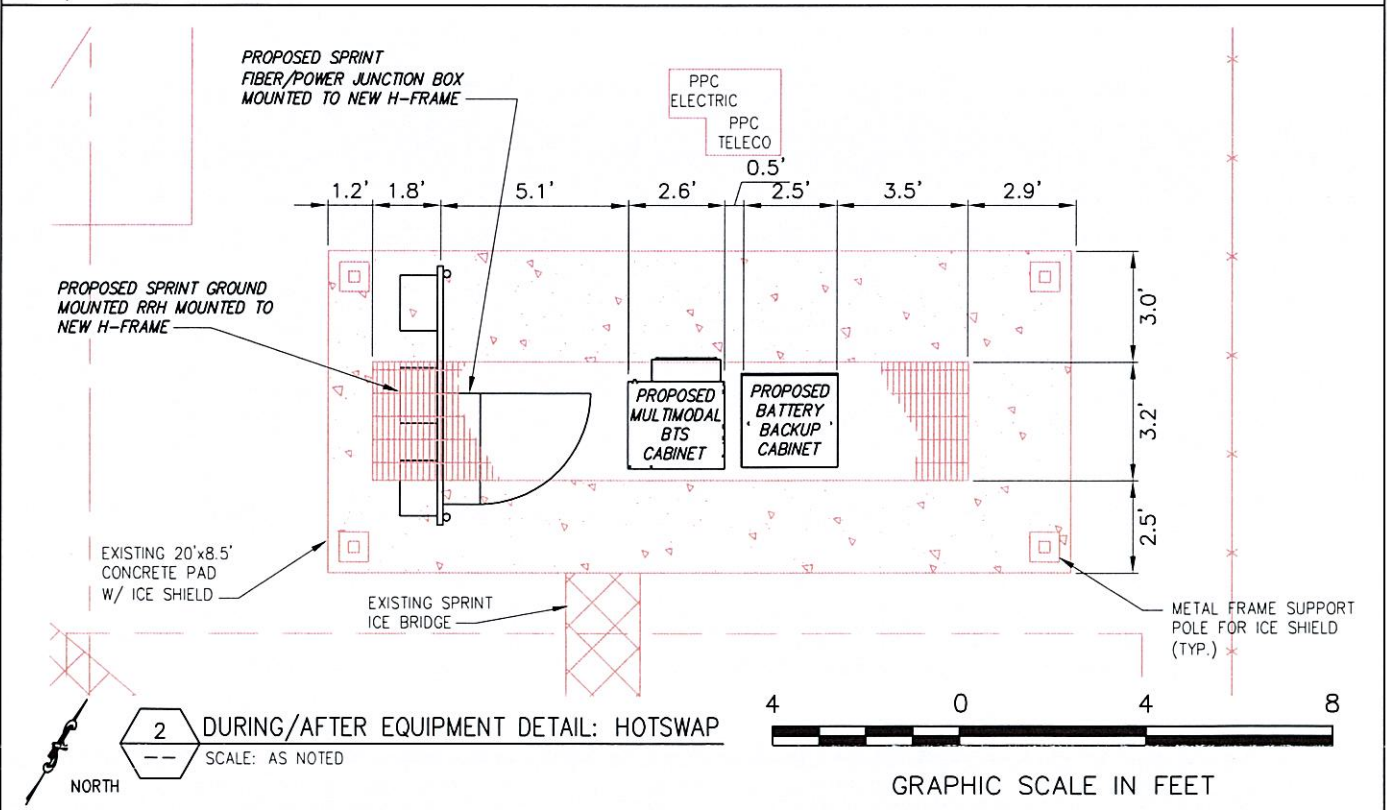 PROPOSED SPRINT
FIBER/POWER JUNCTION BOX
MOUNTED TO NEW H-FRAME
PPC
ELECTRIC
PPC
TELECO
0.5'
1.2'
1.8'
5.1'
2.6'
2.5'
3.5'
2.9'
PROPOSED SPRINT GROUND
MOUNTED RRH MOUNTED TO
NEW H-FRAME
3.0'
3.2'
2.5'
PROPOSED
MULTIMODAL
BTS
CABINET
PROPOSED
BATTERY
BACKUP
CABINET
EXISTING 20'x8.5'
CONCRETE PAD
W/ ICE SHIELD
EXISTING SPRINT
ICE BRIDGE
METAL FRAME SUPPORT
POLE FOR ICE SHIELD
(TYP.)
NORTH
2
--
DURING/AFTER EQUIPMENT DETAIL: HOTSWAP
SCALE: AS NOTED
4 0 4 8
GRAPHIC SCALE IN FEET